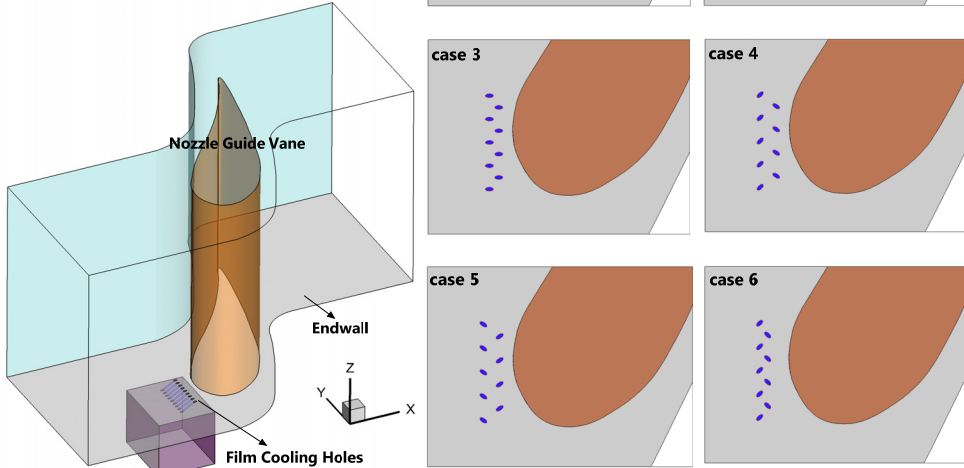 Nozzle Guide Vane
Endwall
Z
Y
X
Film Cooling Holes
case 3
case 4
case 5
case 6